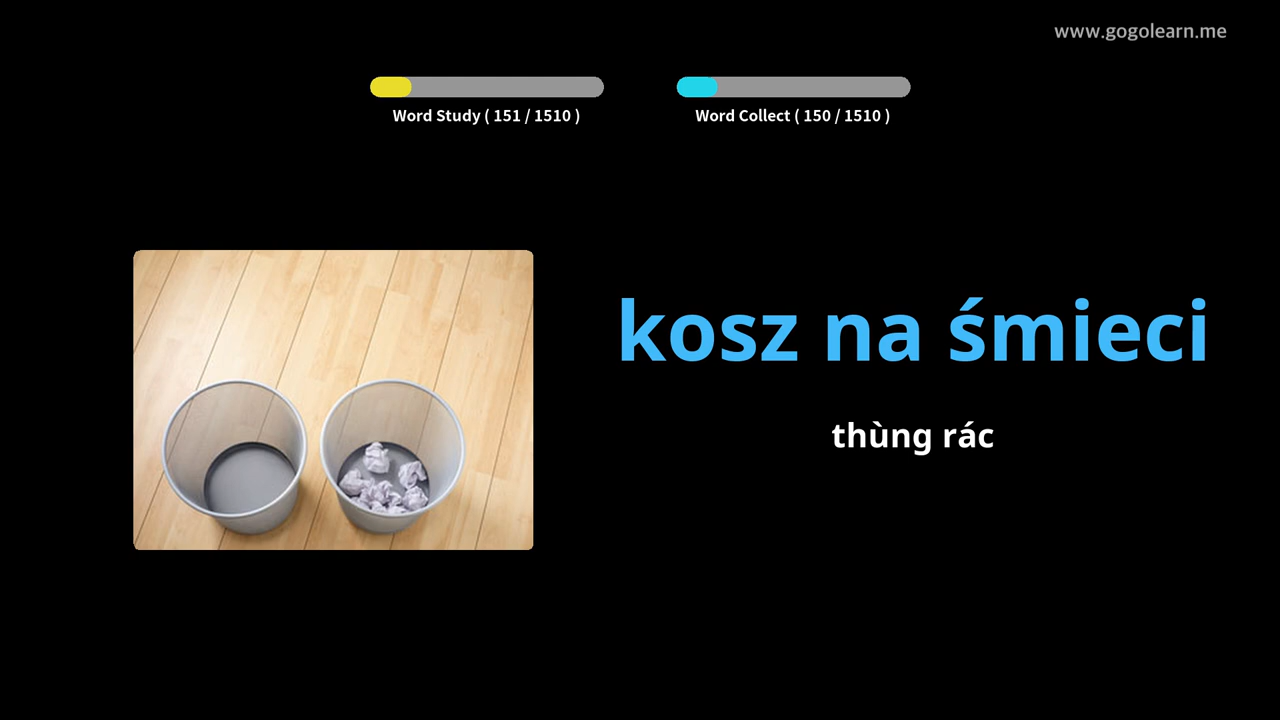 www.gogolearn.me
Word Study ( 151 / 1510 )
Word Collect ( 150 / 1510 )
kosz na śmieci
thùng rác